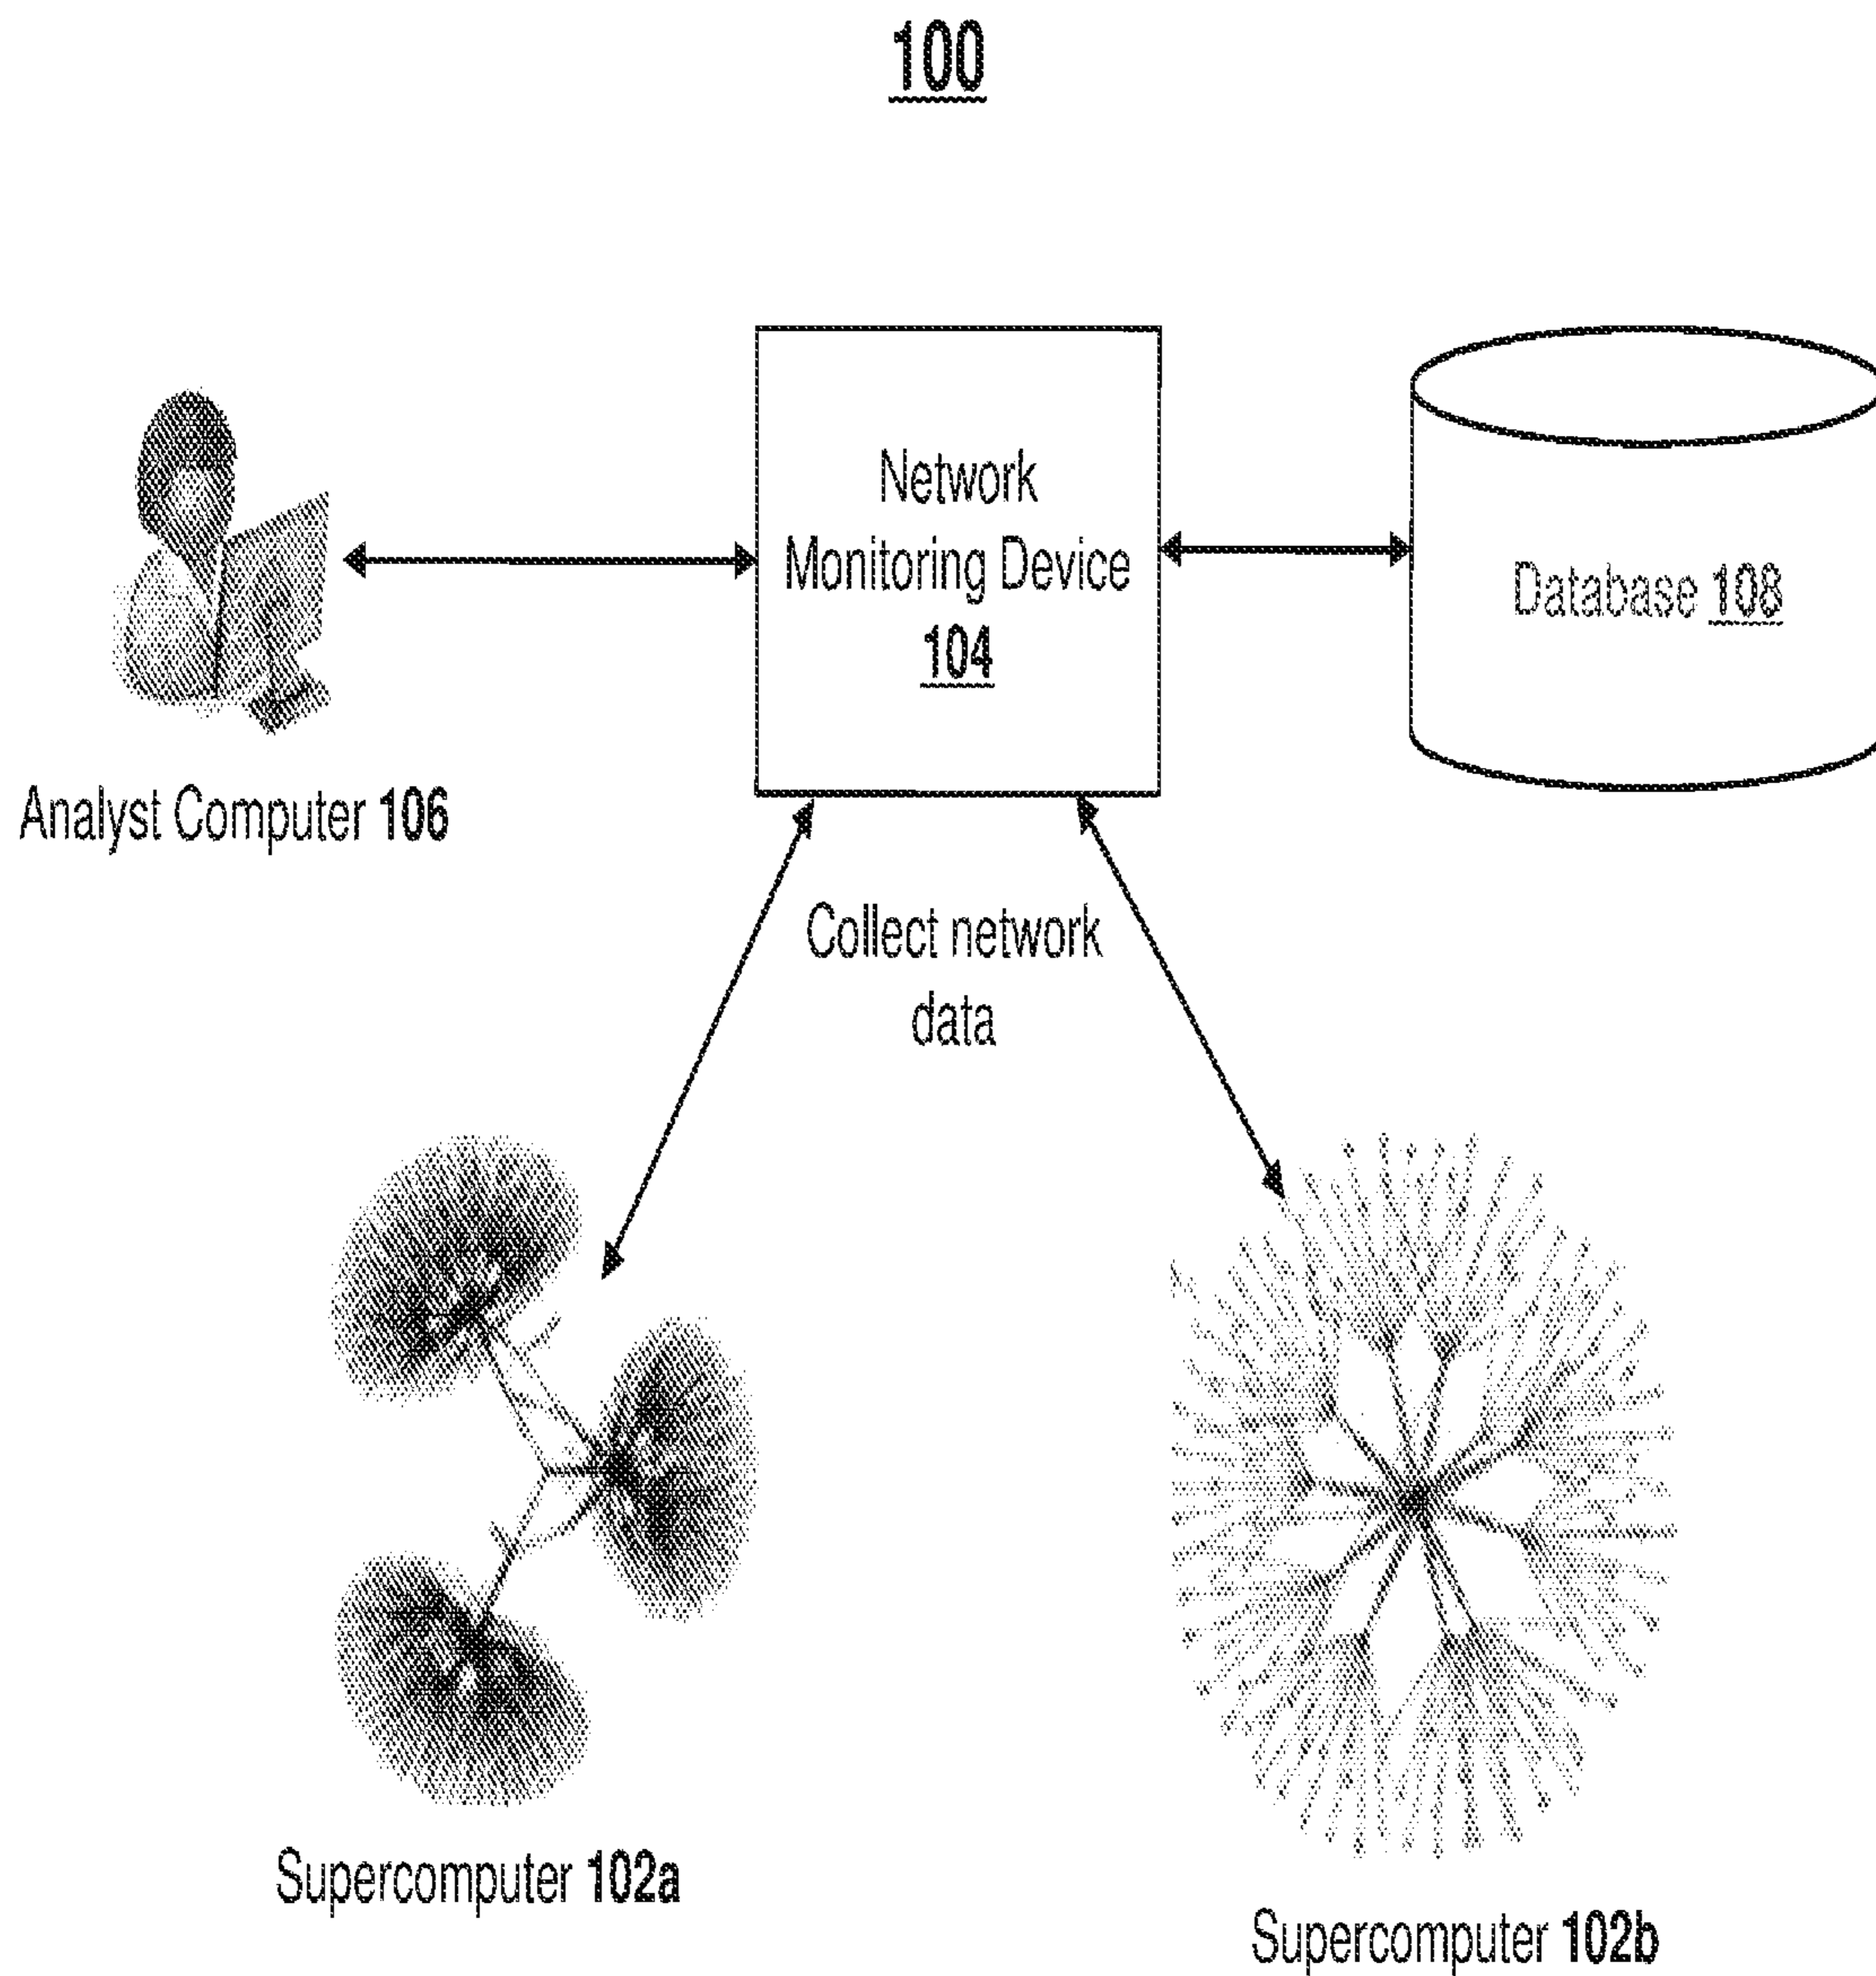 100
Network
Monitoring Device
104
Database 108
Analyst Computer 106
Collect network
data
Supercomputer 102a
Supercomputer 102b